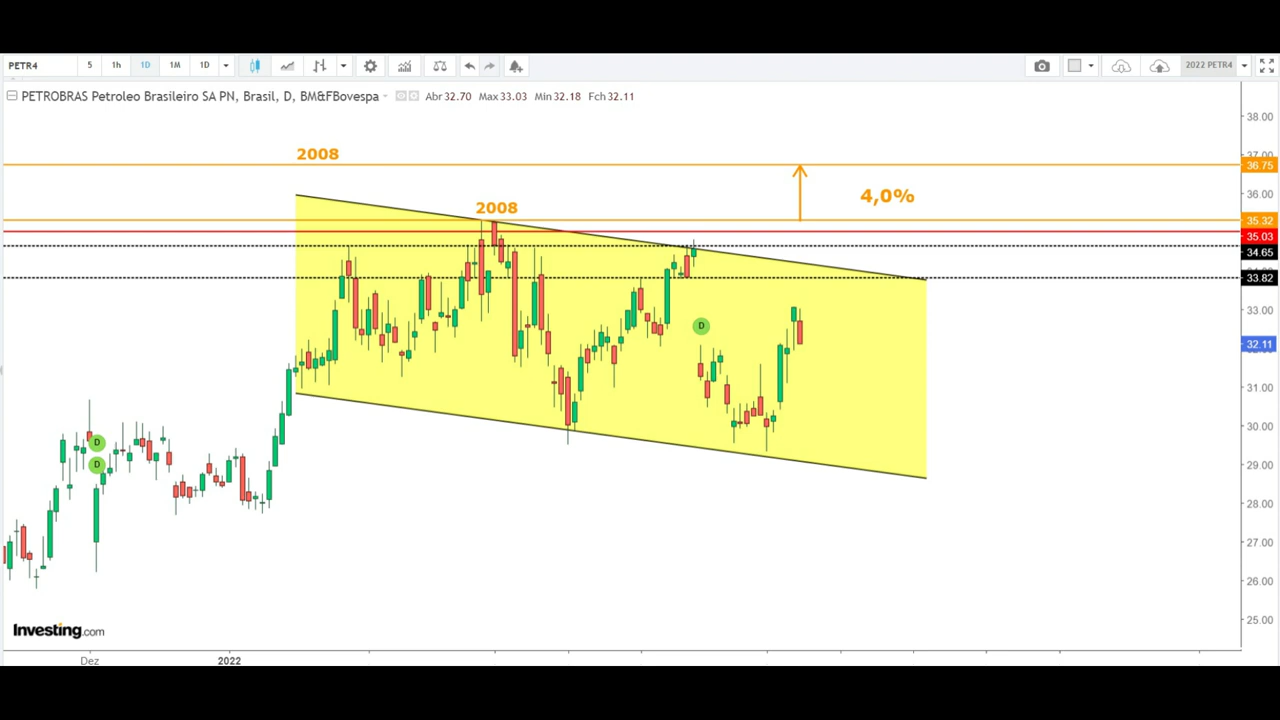 PETR4 5 1h 1D 1M 1D 2022 PETR4
PETROBRAS Petroleo Brasileiro SA PN, Brasil, D, BM&FBovespa Abr 32.70 Max 33.03 Min 32.18 Fch 32.11
38.00
37.00
2008
36.75
36.00
4,0%
2008
35.32
35.03
34.65
33.82
33.00
D
32.11
31.00
30.00
D
D
29.00
28.00
27.00
26.00
25.00
Investing.com
Dez 2022